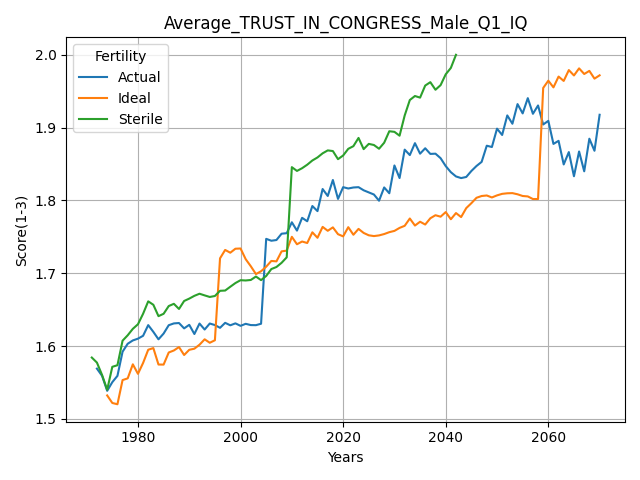 Average_TRUST_IN_CONGRESS_Male_Q1_IQ
Fertility
Actual
Ideal
Sterile
Score(1-3)
2.0
1.9
1.8
1.7
1.6
1.5
1980 2000 2020 2040 2060
Years